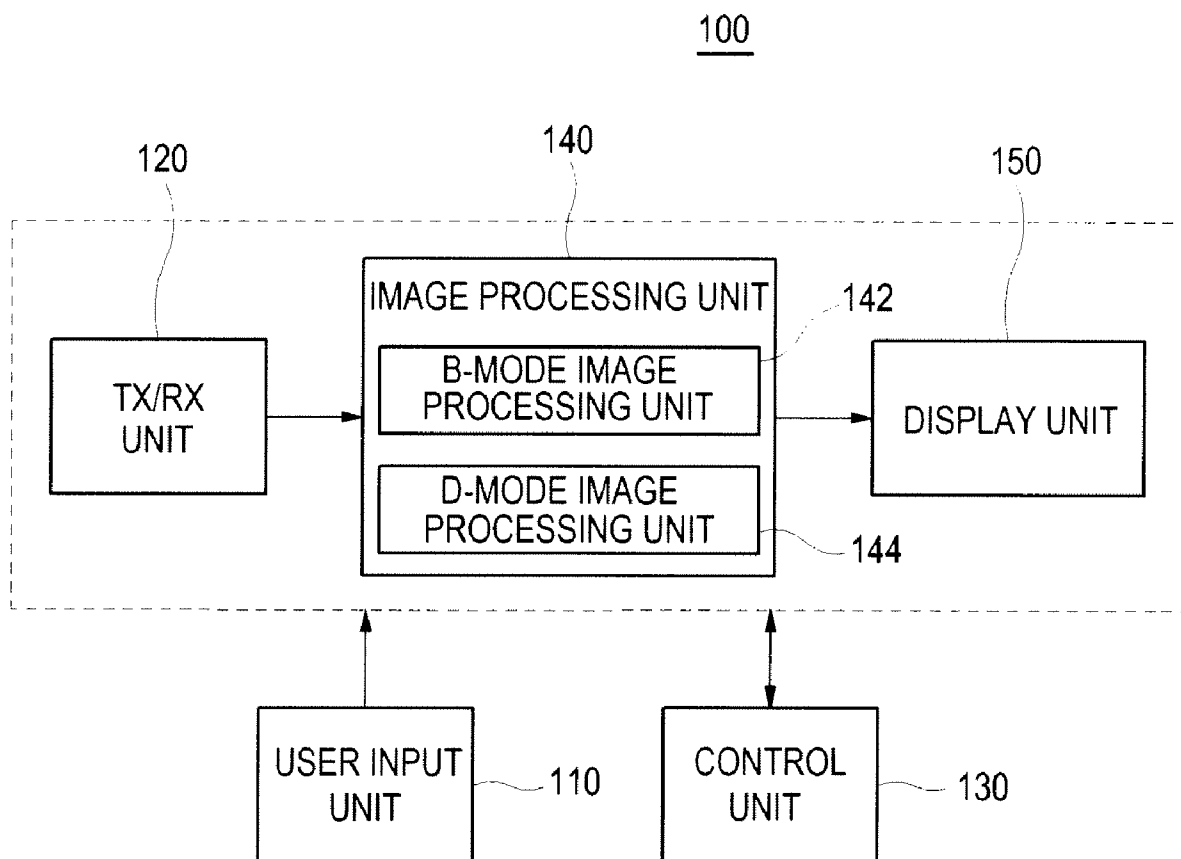 100
120
140
150
IMAGE PROCESSING UNIT
142
B-MODE IMAGE
PROCESSING UNIT
TX/RX
UNIT
DISPLAY UNIT
D-MODE IMAGE
PROCESSING UNIT
144
USER INPUT
UNIT
110
CONTROL
UNIT
130